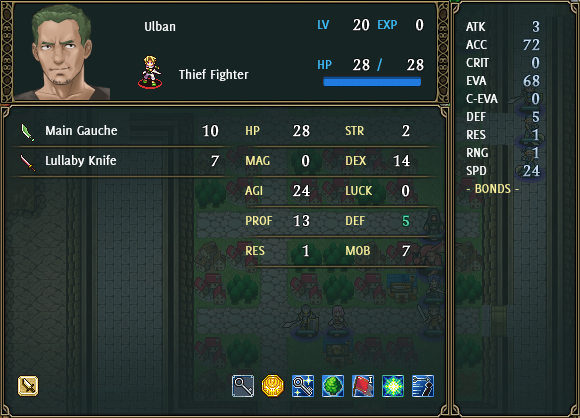 Ulban
LV 20 EXP 0
Thief Fighter
HP 28 / 28
Main Gauche 10
Lullaby Knife 7
HP 28 STR 2
MAG 0 DEX 14
AGI 24 LUCK 0
PROF 13 DEF 5
RES 1 MOB 7
ATK 3
ACC 72
CRIT 0
EVA 68
C-EVA 0
DEF 5
RES 1
RNG 1
SPD 24
- BONDS -